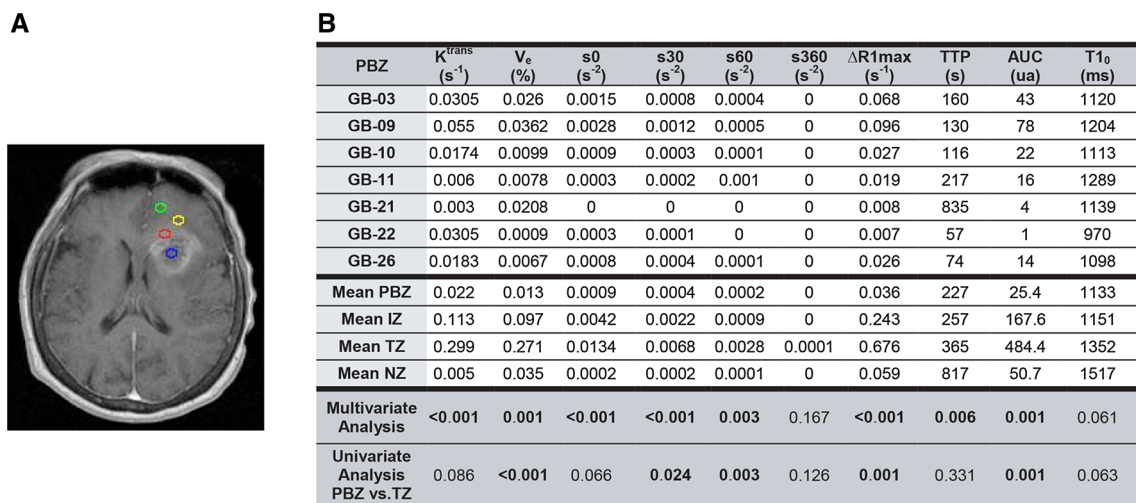 A
B
PBZ Ktrans (s-1) Ve (%) s0 (s-2) s30 (s-2) s60 (s-2) s360 (s-2) ΔR1max (s-1) TTP (s) AUC (ua) T10 (ms)
GB-03 0.0305 0.026 0.0015 0.0008 0.0004 0 0.068 160 43 1120
GB-09 0.055 0.0362 0.0028 0.0012 0.0005 0 0.096 130 78 1204
GB-10 0.0174 0.0099 0.0009 0.0003 0.0001 0 0.027 116 22 1113
GB-11 0.006 0.0078 0.0003 0.0002 0.001 0 0.019 217 16 1289
GB-21 0.003 0.0208 0 0 0 0 0.008 835 4 1139
GB-22 0.0305 0.0009 0.0003 0.0001 0 0 0.007 57 1 970
GB-26 0.0183 0.0067 0.0008 0.0004 0.0001 0 0.026 74 14 1098
Mean PBZ 0.022 0.013 0.0009 0.0004 0.0002 0 0.036 227 25.4 1133
Mean IZ 0.113 0.097 0.0042 0.0022 0.0009 0 0.243 257 167.6 1151
Mean TZ 0.299 0.271 0.0134 0.0068 0.0028 0.0001 0.676 365 484.4 1352
Mean NZ 0.005 0.035 0.0002 0.0002 0.0001 0 0.059 817 50.7 1517
Multivariate Analysis <0.001 0.001 <0.001 <0.001 0.003 0.167 <0.001 0.006 0.001 0.061
Univariate Analysis PBZ vs.TZ 0.086 <0.001 0.066 0.024 0.003 0.126 0.001 0.331 0.001 0.063